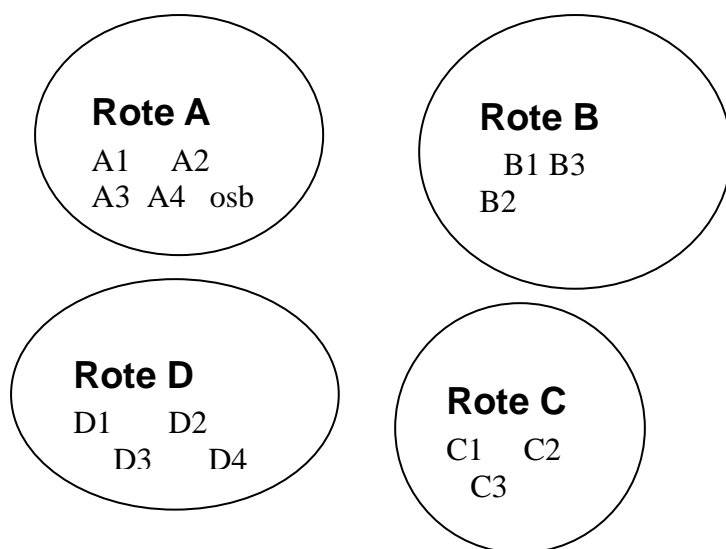 Rote A
A1 A2
A3 A4 osb
Rote B
B1 B3
B2
Rote D
D1 D2
D3 D4
Rote C
C1 C2
C3